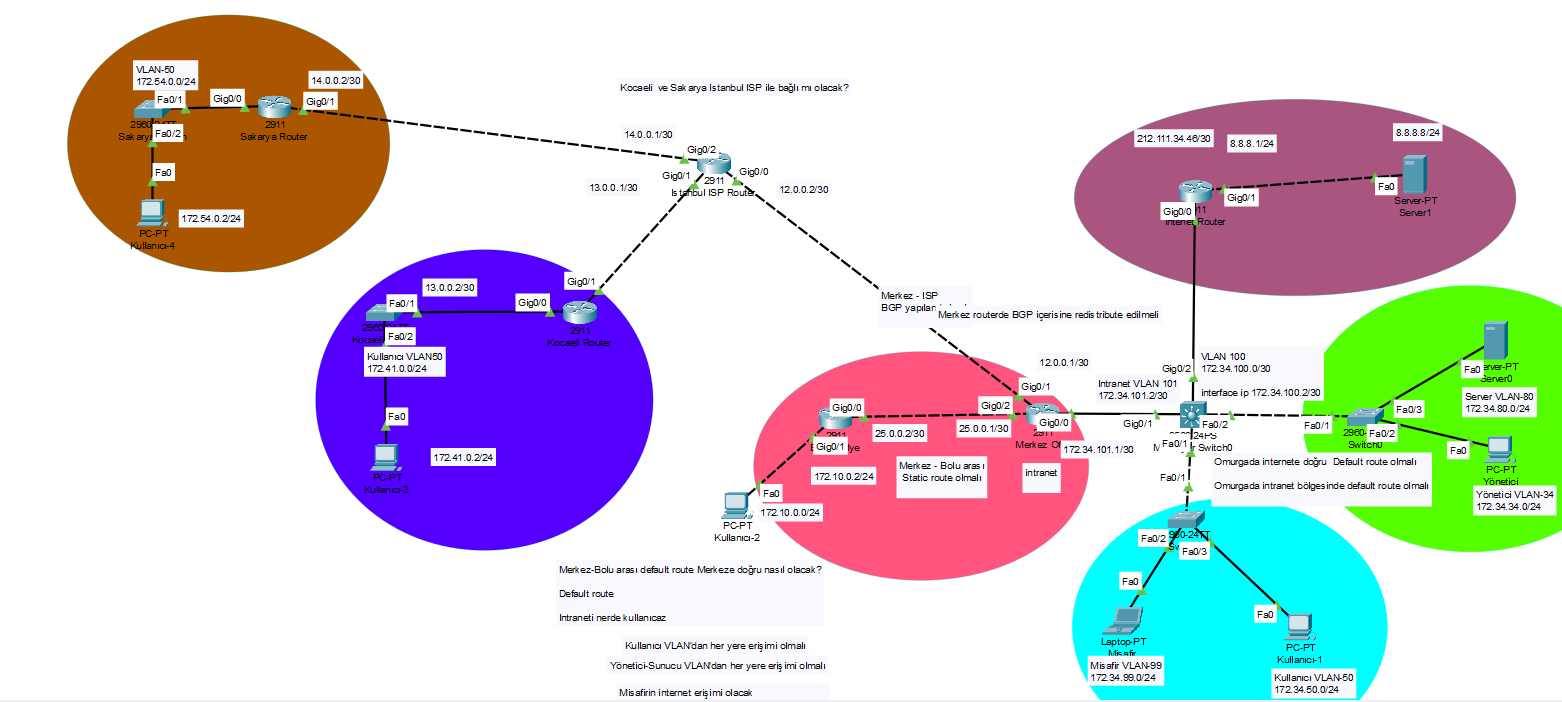 VLAN-50
172.54.0.0/24
Fa0/1
Gig0/0
14.0.0.2/30
Gig0/1
2911
Sakarya Router
Fa0/2
Fa0
172.54.0.2/24
PC-PT
Kullanıcı-4
Kocaeli ve Sakarya Istanbul ISP ile bağlı mı olacak?
14.0.0.1/30
Gig0/2
Gig0/1
2911
Istanbul ISP Router
Gig0/0
13.0.0.1/30
12.0.0.2/30
212.111.34.46/30
8.8.8.1/24
8.8.8.8/24
Gig0/0
Router
Gig0/1
Fa0
Server-PT
Server1
13.0.0.2/30
Gig0/1
Fa0/1
Gig0/0
2911
Kocaeli Router
Fa0/2
Kullanıcı VLAN50
172.41.0.0/24
Fa0
172.41.0.2/24
PC-PT
Kullanıcı-3
Merkez - ISP
BGP
Merkez routerde BGP içerisine redistribute edilmeli
12.0.0.1/30
Gig0/1
Gig0/0
Gig0/2
Gig0/0
Gig0/1
25.0.0.2/30
25.0.0.1/30
2911
172.34.101.1/30
172.10.0.2/24
Merkez - Bolu arası
Static route olmalı
intranet
Fa0
172.10.0.0/24
PC-PT
Kullanıcı-2
Intranet VLAN 101
172.34.101.2/30
Gig0/2
VLAN 100
172.34.100.0/30
interface ip 172.34.100.2/30
Gig0/1
Fa0/2
Fa0/1
Switch0
Fa0/1
Fa0/3
Fa0/2
Switch0
Fa0
Server VLAN-80
172.34.80.0/24
Fa0
PC-PT
Yönetici
Yönetici VLAN-34
172.34.34.0/24
Omurgada internete doğru Default route olmalı
Omurgada intranet bölgesinde default route olmalı
Fa0/1
Fa0/2
Fa0/3
Fa0
Laptop-PT
Misafir
Misafir VLAN-99
172.34.99.0/24
Fa0
PC-PT
Kullanıcı-1
Kullanıcı VLAN-50
172.34.50.0/24
Merkez-Bolu arası default route Merkeze doğru nasıl olacak?
Default route
Intraneti nerde kullanıcaz
Kullanıcı VLAN'dan her yere erişimi olmalı
Yönetici-Sunucu VLAN'dan her yere erişimi olmalı
Misafirin internet erişimi olacak